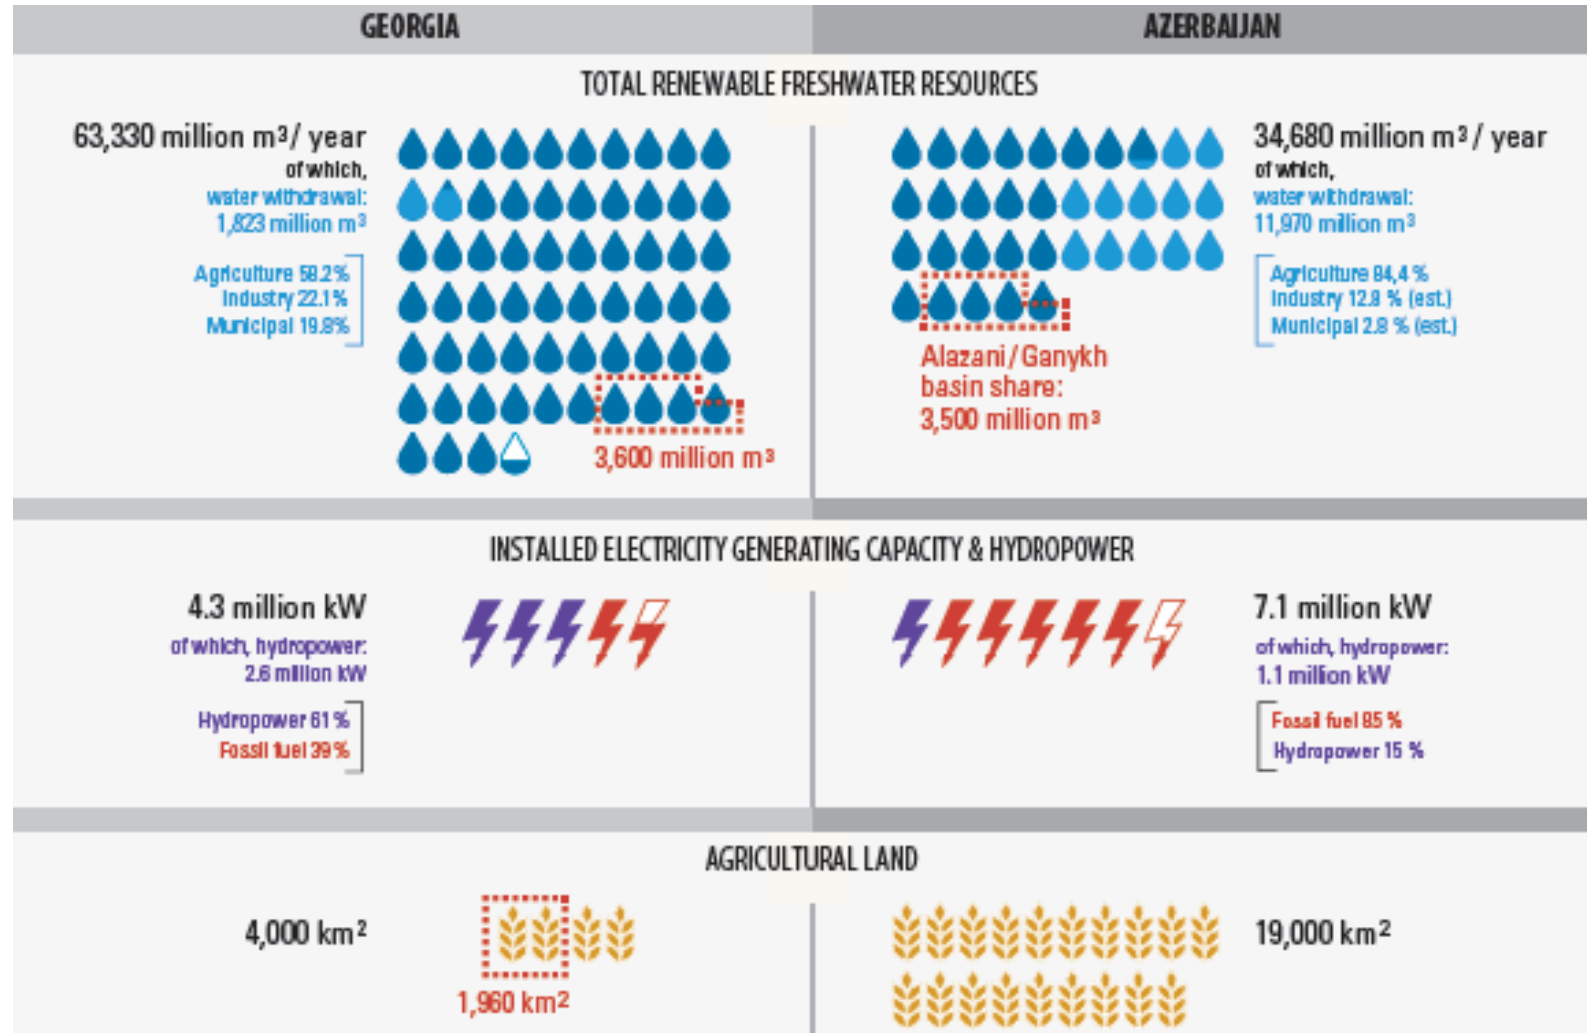 GEORGIA
AZERBAIJAN
TOTAL RENEWABLE FRESHWATER RESOURCES
63,330 million m³/ year
of which,
water withdrawal:
1,823 million m³
Agriculture 58.2%
Industry 22.1%
Municipal 19.8%
3,600 million m³
34,680 million m³ / year
of which,
water withdrawal:
11,970 million m³
Agriculture 84,4 %
Industry 12.8 % (est.)
Municipal 2.8 % (est.)
Alazani/Ganykh
basin share:
3,500 million m³
INSTALLED ELECTRICITY GENERATING CAPACITY & HYDROPOWER
4.3 million kW
of which, hydropower:
2.6 million kW
Hydropower 61 %
Fossil fuel 39 %
7.1 million kW
of which, hydropower:
1.1 million kW
Fossil fuel 85 %
Hydropower 15 %
AGRICULTURAL LAND
4,000 km²
1,960 km²
19,000 km²